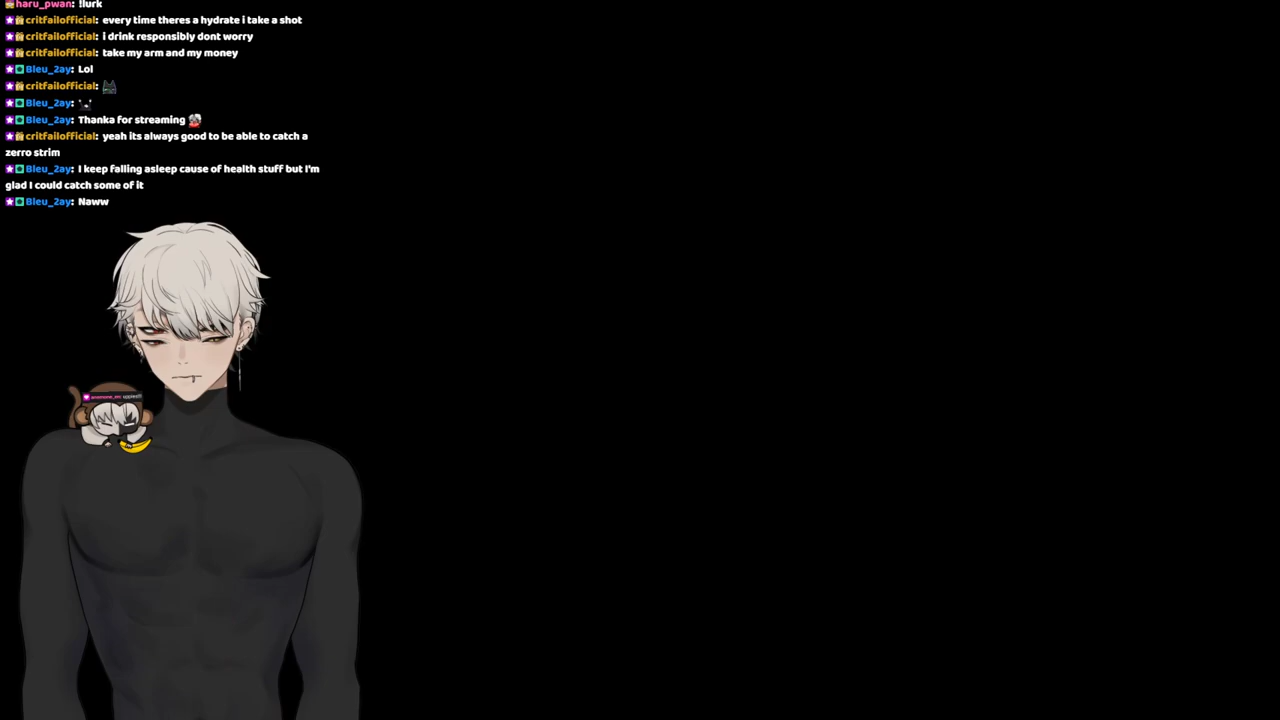 haru_pwan: !lurk
critfailofficial: every time theres a hydrate i take a shot
critfailofficial: i drink responsibly dont worry
critfailofficial: take my arm and my money
Bleu_2ay: Lol
critfailofficial:
Bleu_2ay:
Bleu_2ay: Thanka for streaming
critfailofficial: yeah its always good to be able to catch a
zerro strim
Bleu_2ay: I keep falling asleep cause of health stuff but I'm
glad I could catch some of it
Bleu_2ay: Naww